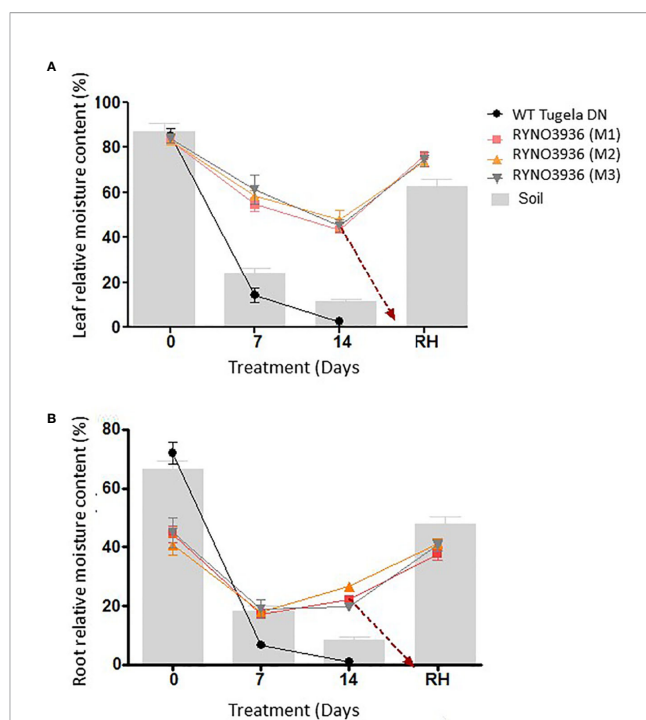 A
Leaf relative moisture content (%)
100
80
60
40
20
0
0 7 14 RH
Treatment (Days
WT Tugela DN
RYNO3936 (M1)
RYNO3936 (M2)
RYNO3936 (M3)
Soil
B
Root relative moisture content (%)
80
60
40
20
0
0 7 14 RH
Treatment (Days